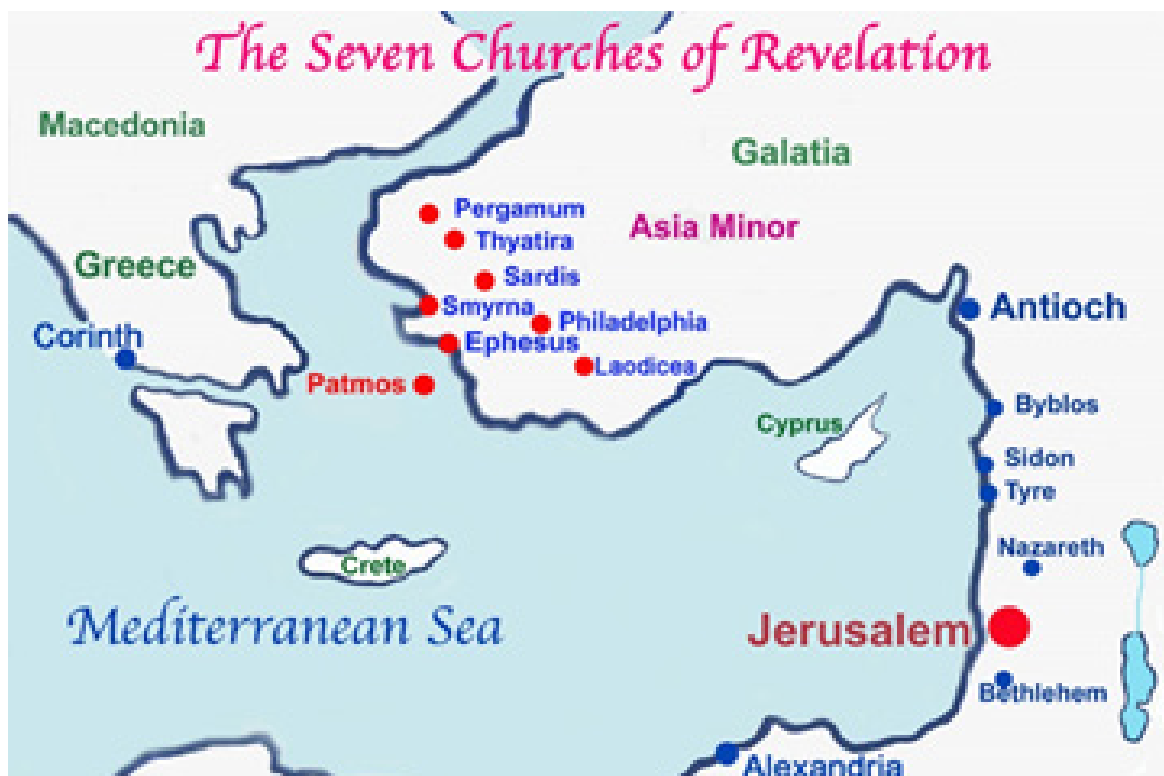 The Seven Churches of Revelation
Macedonia
Galatia
Pergamum
Asia Minor
Thyatira
Greece
Sardis
Smyrna
Antioch
Corinth
Philadelphia
Ephesus
Laodicea
Patmos
Byblos
Cyprus
Sidon
Tyre
Nazareth
Crete
Mediterranean Sea
Jerusalem
Bethlehem
Alexandria